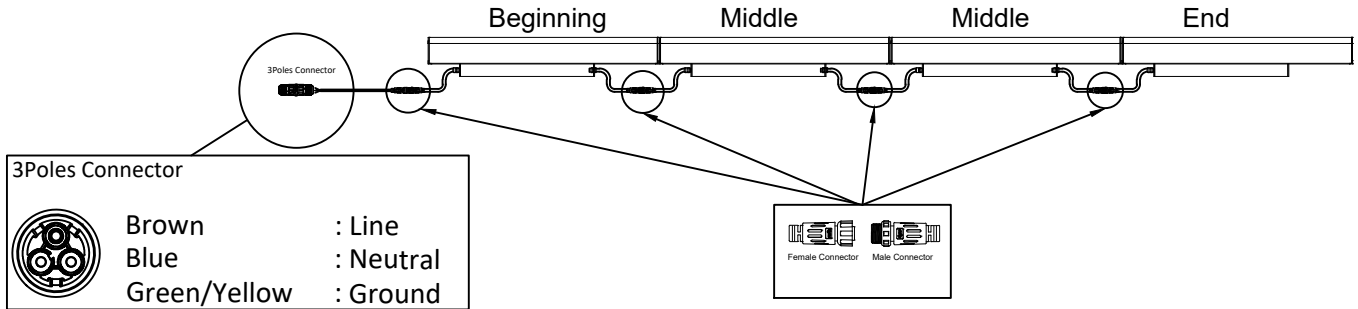 Beginning Middle Middle End
3Poles Connector
3Poles Connector
Brown : Line
Blue : Neutral
Green/Yellow : Ground
Female Connector Male Connector